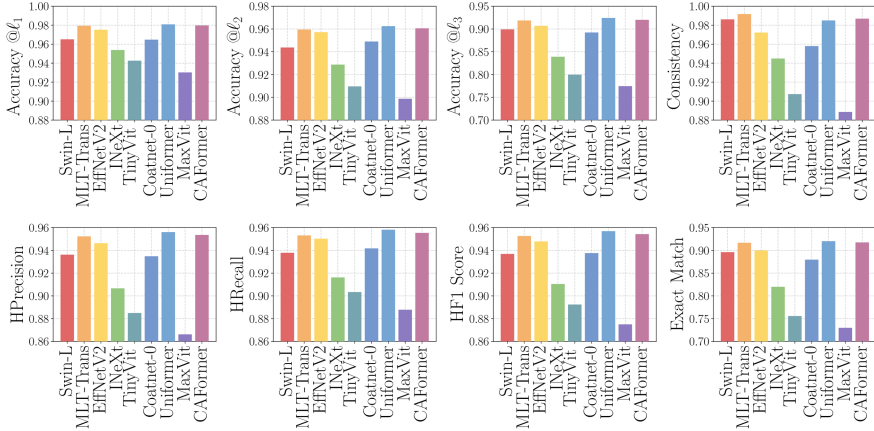 Accuracy @ℓ1
1.00
0.98
0.96
0.94
0.92
0.90
0.88
Swin-L
MLT-Trans
EffNetV2
INeXt
TinyVit
Coatnet-0
Uniformer
MaxVit
CAFormer
Accuracy @ℓ2
0.98
0.96
0.94
0.92
0.90
0.88
Swin-L
MLT-Trans
EffNetV2
INeXt
TinyVit
Coatnet-0
Uniformer
MaxVit
CAFormer
Accuracy @ℓ3
0.95
0.90
0.85
0.80
0.75
0.70
Swin-L
MLT-Trans
EffNetV2
INeXt
TinyVit
Coatnet-0
Uniformer
MaxVit
CAFormer
Consistency
1.00
0.98
0.96
0.94
0.92
0.90
0.88
Swin-L
MLT-Trans
EffNetV2
INeXt
TinyVit
Coatnet-0
Uniformer
MaxVit
CAFormer
HPrecision
0.96
0.94
0.92
0.90
0.88
0.86
Swin-L
MLT-Trans
EffNetV2
INeXt
TinyVit
Coatnet-0
Uniformer
MaxVit
CAFormer
HRecall
0.96
0.94
0.92
0.90
0.88
0.86
Swin-L
MLT-Trans
EffNetV2
INeXt
TinyVit
Coatnet-0
Uniformer
MaxVit
CAFormer
HF1 Score
0.96
0.94
0.92
0.90
0.88
0.86
Swin-L
MLT-Trans
EffNetV2
INeXt
TinyVit
Coatnet-0
Uniformer
MaxVit
CAFormer
Exact Match
0.95
0.90
0.85
0.80
0.75
0.70
Swin-L
MLT-Trans
EffNetV2
INeXt
TinyVit
Coatnet-0
Uniformer
MaxVit
CAFormer